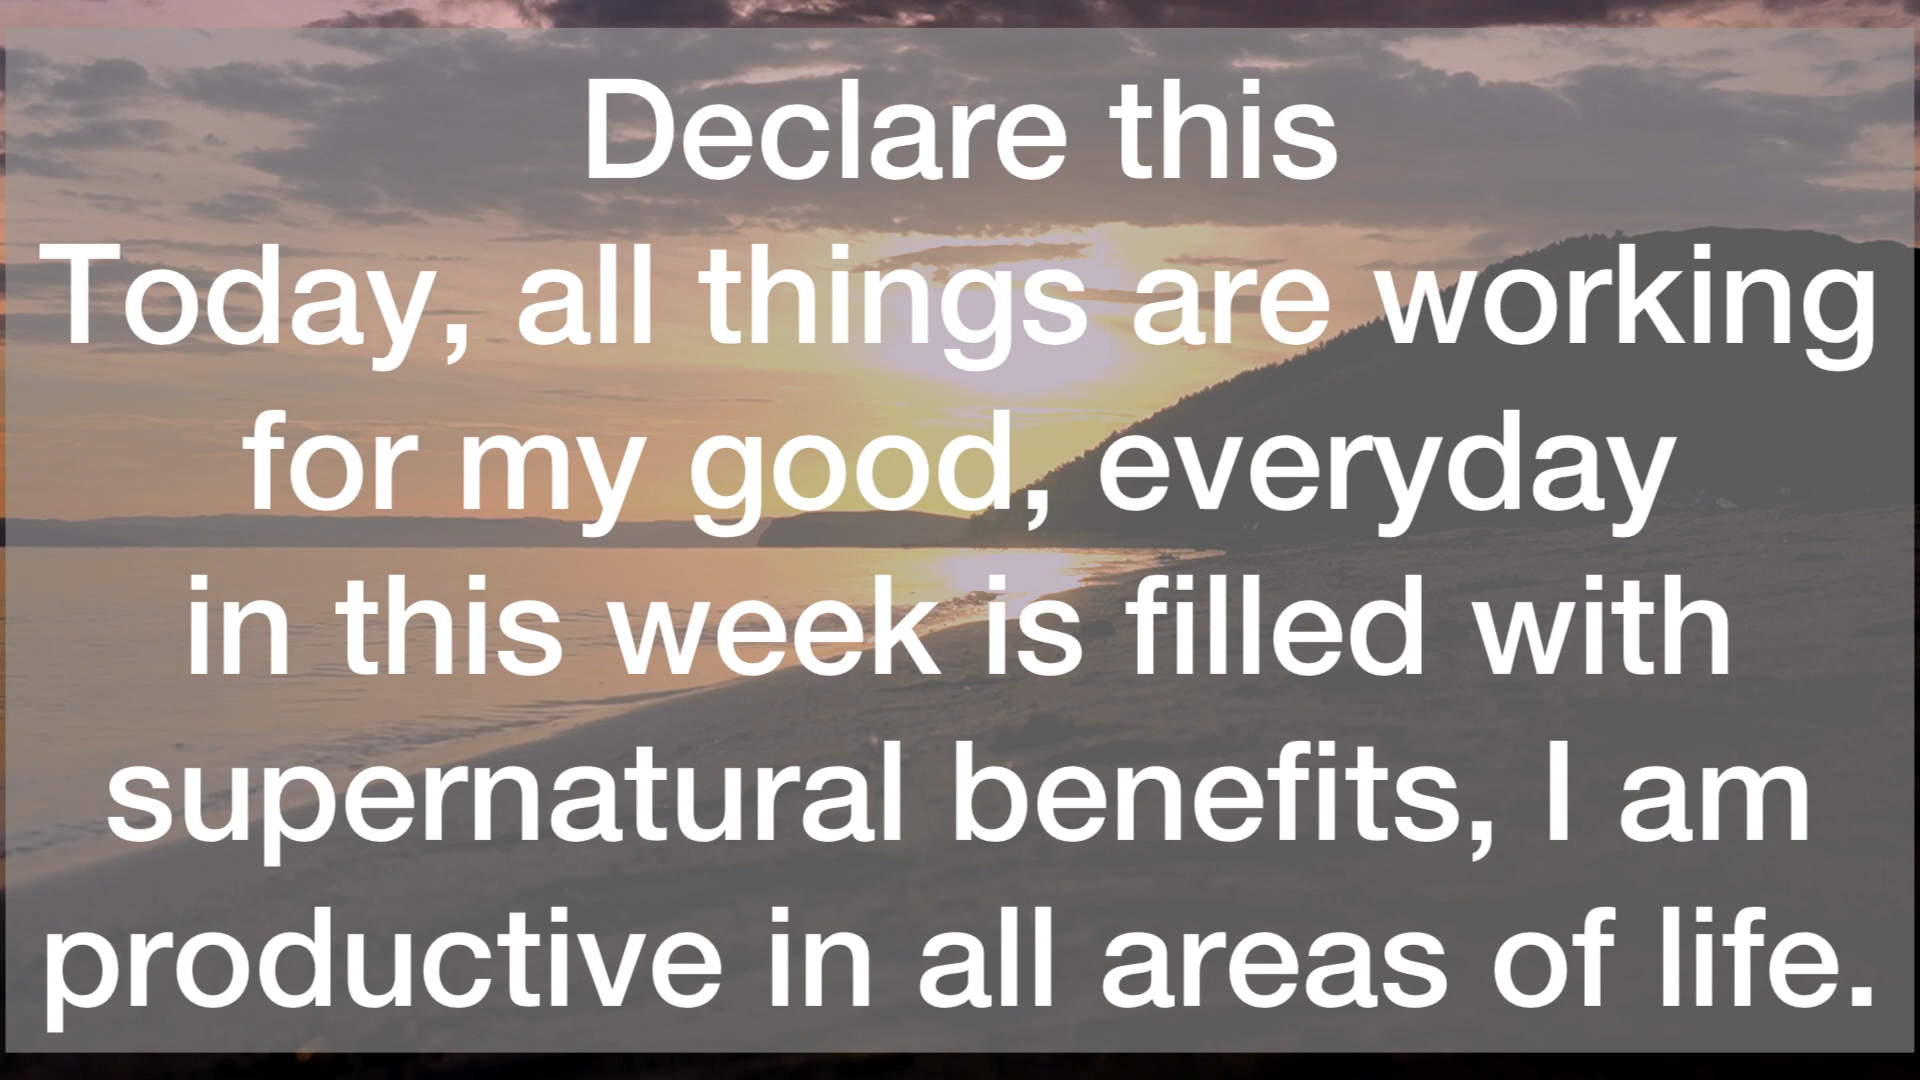 Declare this
Today, all things are working
for my good, everyday
in this week is filled with
supernatural benefits, I am
productive in all areas of life.